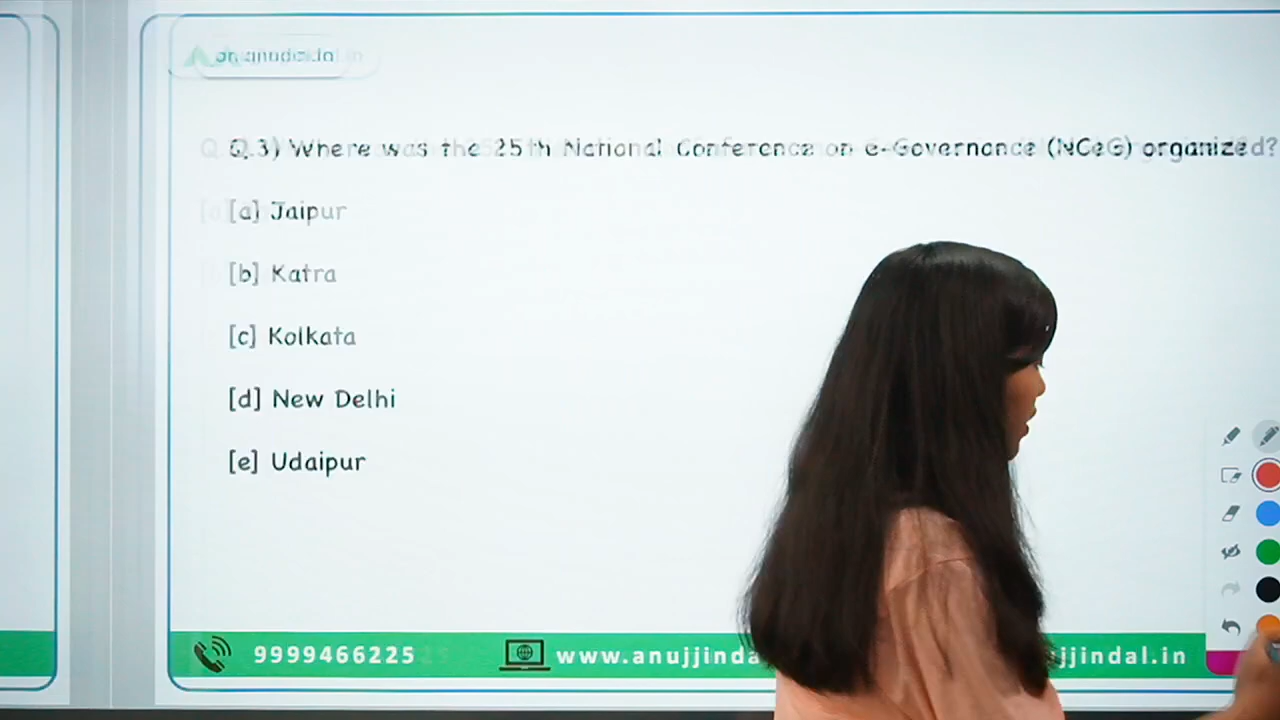 Q.3) Where was the 25th National Conference on e-Governance (NCeG) organized?
[a] Jaipur
[b] Katra
[c] Kolkata
[d] New Delhi
[e] Udaipur
9999466225 www.anujjinda jjindal.in